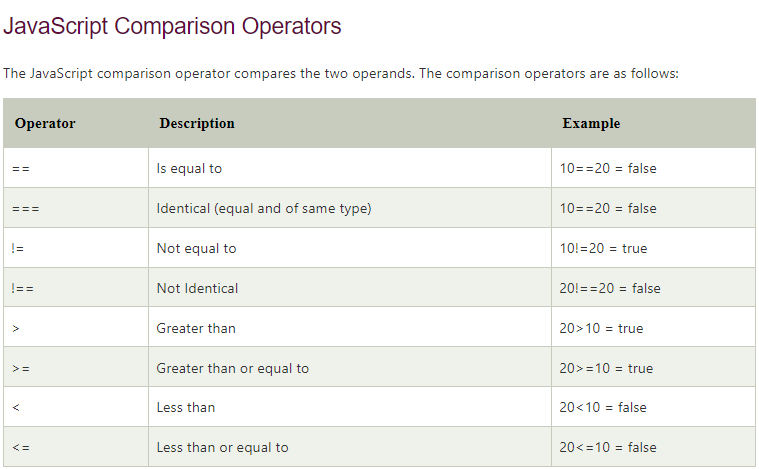 JavaScript Comparison Operators
The JavaScript comparison operator compares the two operands. The comparison operators are as follows:
Operator Description Example
== Is equal to 10==20 = false
=== Identical (equal and of same type) 10==20 = false
!= Not equal to 10!=20 = true
!== Not Identical 20!==20 = false
> Greater than 20>10 = true
>= Greater than or equal to 20>=10 = true
< Less than 20<10 = false
<= Less than or equal to 20<=10 = false